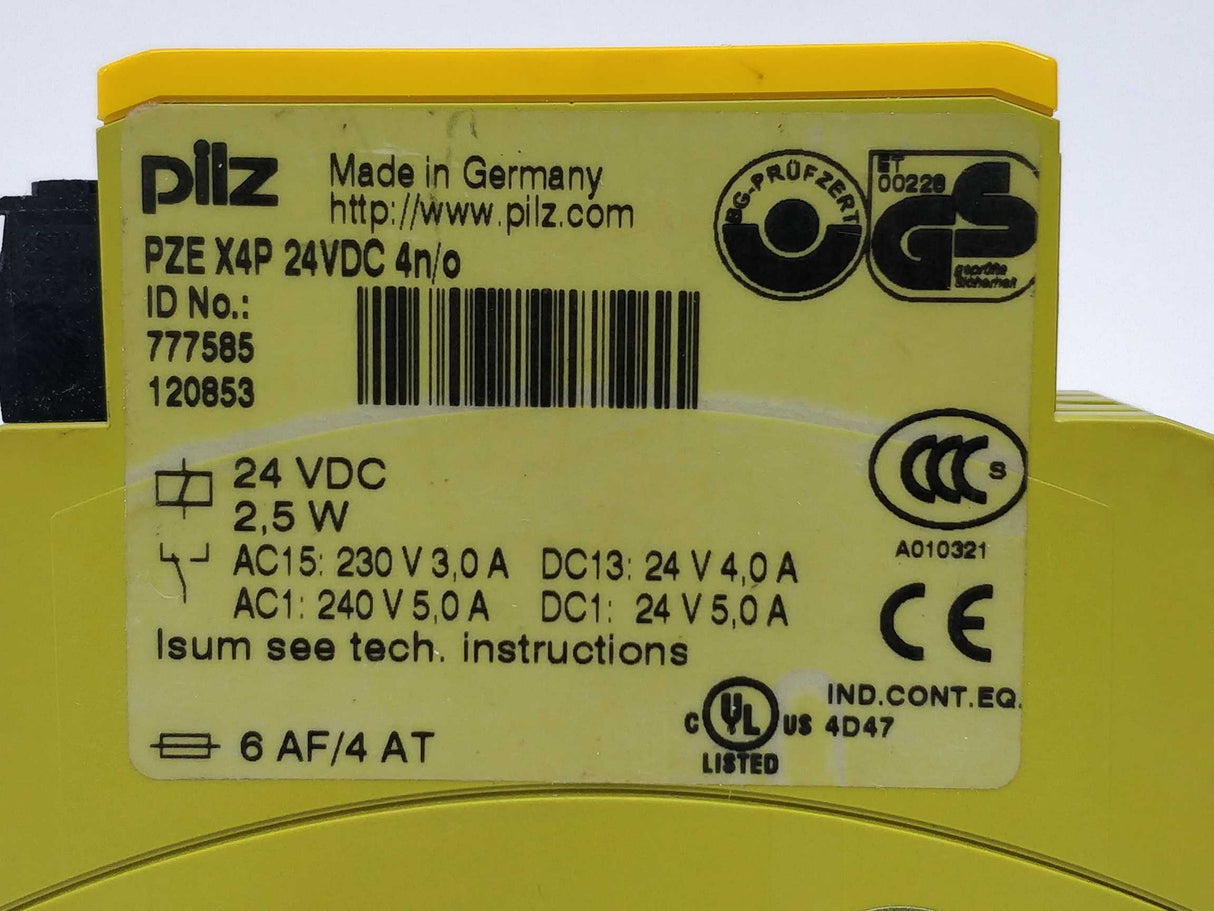 pilz
Made in Germany
http://www.pilz.com
BG-PRÜFZERT
ET
00228
GS
geprüfte
Sicherheit
PZE X4P 24VDC 4n/o
ID No.:
777585
120853
24 VDC
2,5 W
CCC S
A010321
AC15: 230 V 3,0 A DC13: 24 V 4,0 A
AC1: 240 V 5,0 A DC1: 24 V 5,0 A
CE
Isum see tech. instructions
6 AF/4 AT
C UL US
LISTED
IND.CONT.EQ.
4D47